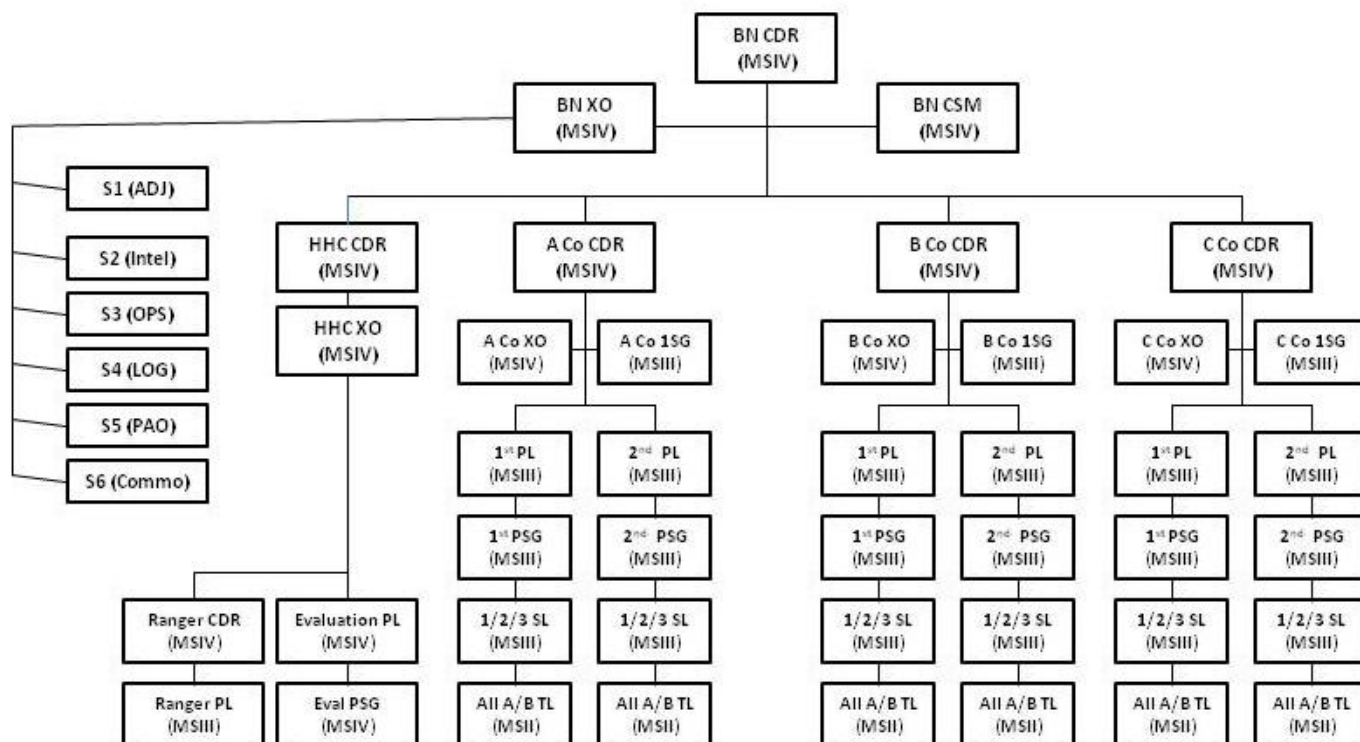 BN CDR
(MSIV)
BN XO
(MSIV)
BN CSM
(MSIV)
S1 (ADJ)
S2 (Intel)
S3 (OPS)
S4 (LOG)
S5 (PAO)
S6 (Commo)
HHC CDR
(MSIV)
HHC XO
(MSIV)
Ranger CDR
(MSIV)
Ranger PL
(MSIII)
Evaluation PL
(MSIV)
Eval PSG
(MSIV)
A Co CDR
(MSIV)
A Co XO
(MSIV)
A Co 1SG
(MSIII)
1st PL
(MSIII)
1st PSG
(MSIII)
1/2/3 SL
(MSIII)
All A/B TL
(MSII)
2nd PL
(MSIII)
2nd PSG
(MSIII)
1/2/3 SL
(MSIII)
All A/B TL
(MSII)
B Co CDR
(MSIV)
B Co XO
(MSIV)
B Co 1SG
(MSIII)
1st PL
(MSIII)
1st PSG
(MSIII)
1/2/3 SL
(MSIII)
All A/B TL
(MSII)
2nd PL
(MSIII)
2nd PSG
(MSIII)
1/2/3 SL
(MSIII)
All A/B TL
(MSII)
C Co CDR
(MSIV)
C Co XO
(MSIV)
C Co 1SG
(MSIII)
1st PL
(MSIII)
1st PSG
(MSIII)
1/2/3 SL
(MSIII)
All A/B TL
(MSII)
2nd PL
(MSIII)
2nd PSG
(MSIII)
1/2/3 SL
(MSIII)
All A/B TL
(MSII)